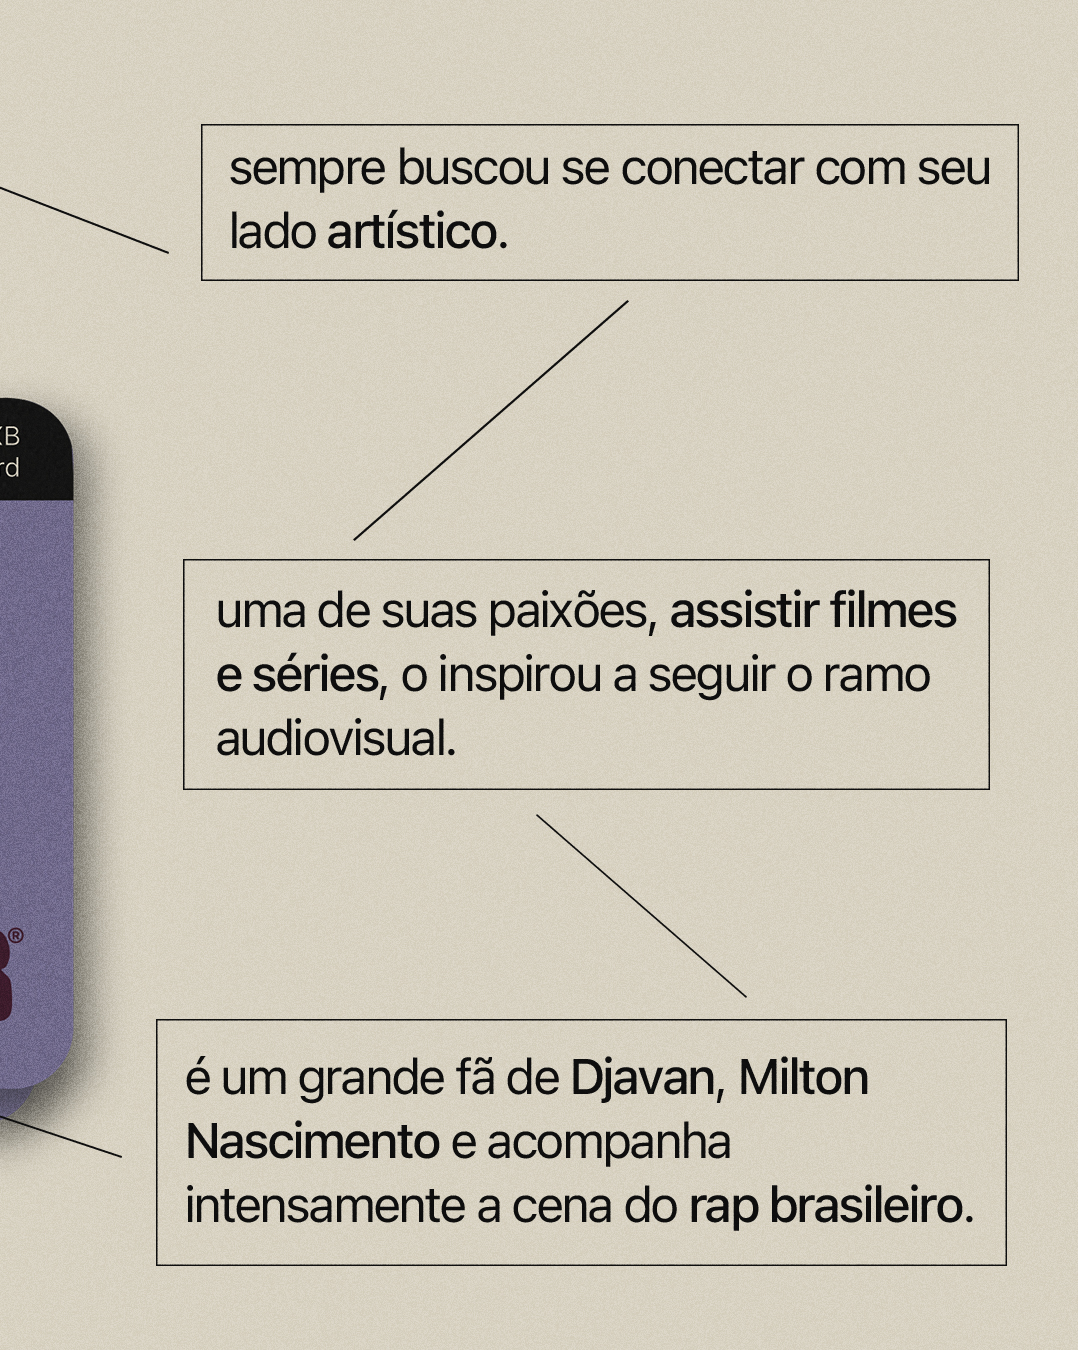 sempre buscou se conectar com seu
lado artístico.
XB
rd
uma de suas paixões, assistir filmes
e séries, o inspirou a seguir o ramo
audiovisual.
®
é um grande fã de Djavan, Milton
Nascimento e acompanha
intensamente a cena do rap brasileiro.